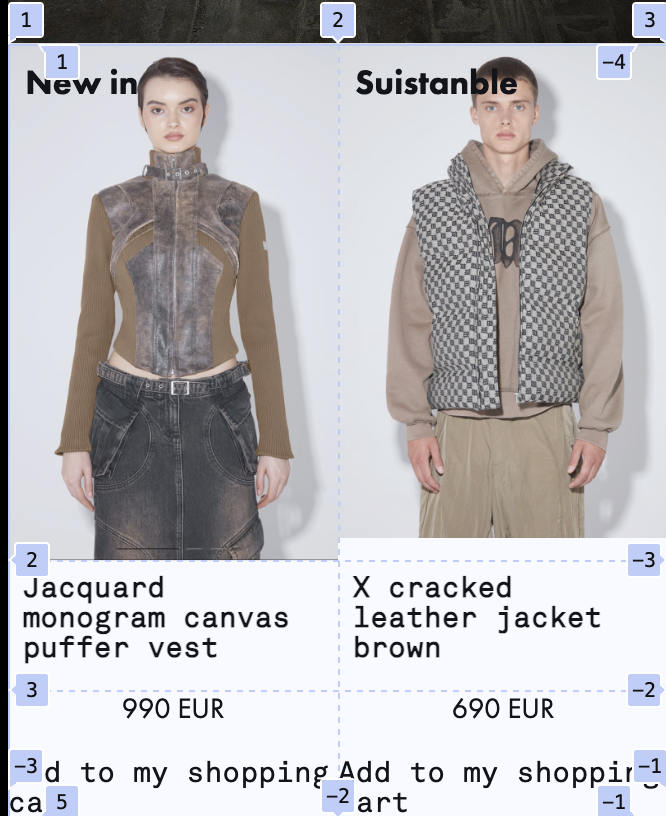 1
2
3
1
−4
New in
Suistanble
2
−3
Jacquard
monogram canvas
puffer vest
X cracked
leather jacket
brown
3
−2
990 EUR
690 EUR
−3
d to my shopping
Add to my shopping
−1
ca
5
−2
art
−1